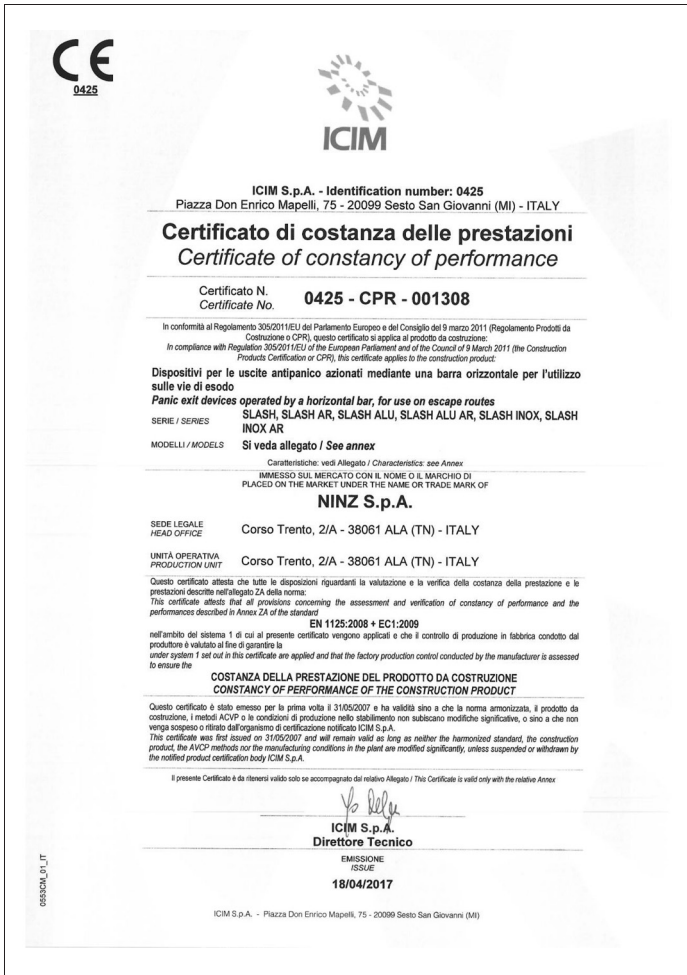 CE
0425
ICIM
ICIM S.p.A. - Identification number: 0425
Piazza Don Enrico Mapelli, 75 - 20099 Sesto San Giovanni (MI) - ITALY
Certificato di costanza delle prestazioni
Certificate of constancy of performance
Certificato N.
Certificate No.
0425 - CPR - 001308
In conformità al Regolamento 305/2011/EU del Parlamento Europeo e del Consiglio del 9 marzo 2011 (Regolamento Prodotti da
Costruzione o CPR), questo certificato si applica al prodotto da costruzione:
In compliance with Regulation 305/2011/EU of the European Parliament and of the Council of 9 March 2011 (the Construction
Products Certification or CPR), this certificate applies to the construction product:
Dispositivi per le uscite antipanico azionati mediante una barra orizzontale per l'utilizzo
sulle vie di esodo
Panic exit devices operated by a horizontal bar, for use on escape routes
SERIE / SERIES
SLASH, SLASH AR, SLASH ALU, SLASH ALU AR, SLASH INOX, SLASH
INOX AR
MODELLI / MODELS
Si veda allegato / See annex
Caratteristiche: vedi Allegato / Characteristics: see Annex
IMMESSO SUL MERCATO CON IL NOME O IL MARCHIO DI
PLACED ON THE MARKET UNDER THE NAME OR TRADE MARK OF
NINZ S.p.A.
SEDE LEGALE
HEAD OFFICE
Corso Trento, 2/A - 38061 ALA (TN) - ITALY
UNITÀ OPERATIVA
PRODUCTION UNIT
Corso Trento, 2/A - 38061 ALA (TN) - ITALY
Questo certificato attesta che tutte le disposizioni riguardanti la valutazione e la verifica della costanza della prestazione e le
prestazioni descritte nell'allegato ZA della norma:
This certificate attests that all provisions concerning the assessment and verification of constancy of performance and the
performances described in Annex ZA of the standard
EN 1125:2008 + EC1:2009
nell'ambito del sistema 1 di cui al presente certificato vengono applicati e che il controllo di produzione in fabbrica condotto dal
produttore è valutato al fine di garantire la
under system 1 set out in this certificate are applied and that the factory production control conducted by the manufacturer is assessed
to ensure the
COSTANZA DELLA PRESTAZIONE DEL PRODOTTO DA COSTRUZIONE
CONSTANCY OF PERFORMANCE OF THE CONSTRUCTION PRODUCT
Questo certificato è stato emesso per la prima volta il 31/05/2007 e ha validità sino a che la norma armonizzata, il prodotto da
costruzione, i metodi ACVP o le condizioni di produzione nello stabilimento non subiscano modifiche significative, o sino a che non
venga sospeso o ritirato dall'organismo di certificazione notificato ICIM S.p.A.
This certificate was first issued on 31/05/2007 and will remain valid as long as neither the harmonized standard, the construction
product, the AVCP methods nor the manufacturing conditions in the plant are modified significantly, unless suspended or withdrawn by
the notified product certification body ICIM S.p.A.
Il presente Certificato è da ritenersi valido solo se accompagnato dal relativo Allegato / This Certificate is valid only with the relative Annex
ICIM S.p.A.
Direttore Tecnico
EMISSIONE
ISSUE
18/04/2017
0553CM_01_IT
ICIM S.p.A. - Piazza Don Enrico Mapelli, 75 - 20099 Sesto San Giovanni (MI)